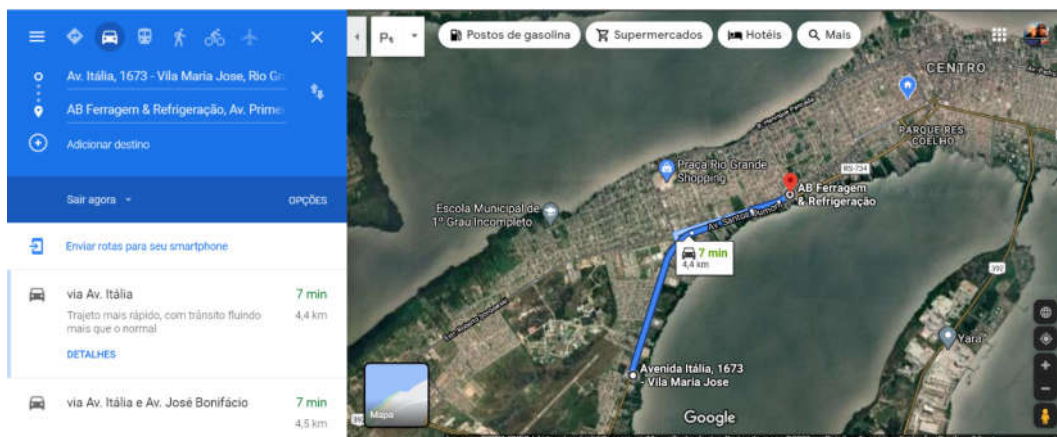 Av. Itália, 1673 - Vila Maria Jose, Rio Gr
AB Ferragem & Refrigeração, Av. Prime
Adicionar destino
Sair agora
OPÇÕES
Enviar rotas para seu smartphone
via Av. Itália
7 min
Trajeto mais rápido, com trânsito fluindo
mais que o normal
4,4 km
DETALHES
via Av. Itália e Av. José Bonifácio
7 min
4,5 km
Postos de gasolina
Supermercados
Hotéis
Mais
CENTRO
PARQUE RES.
COELHO
RS-734
Praça Rio Grande
Shopping
AB Ferragem
& Refrigeração
Escola Municipal de
1º Grau Incompleto
Av. Santos Dumont
7 min
4,4 km
392
Yara
Avenida Itália, 1673
- Vila Maria Jose
Mapa
Google